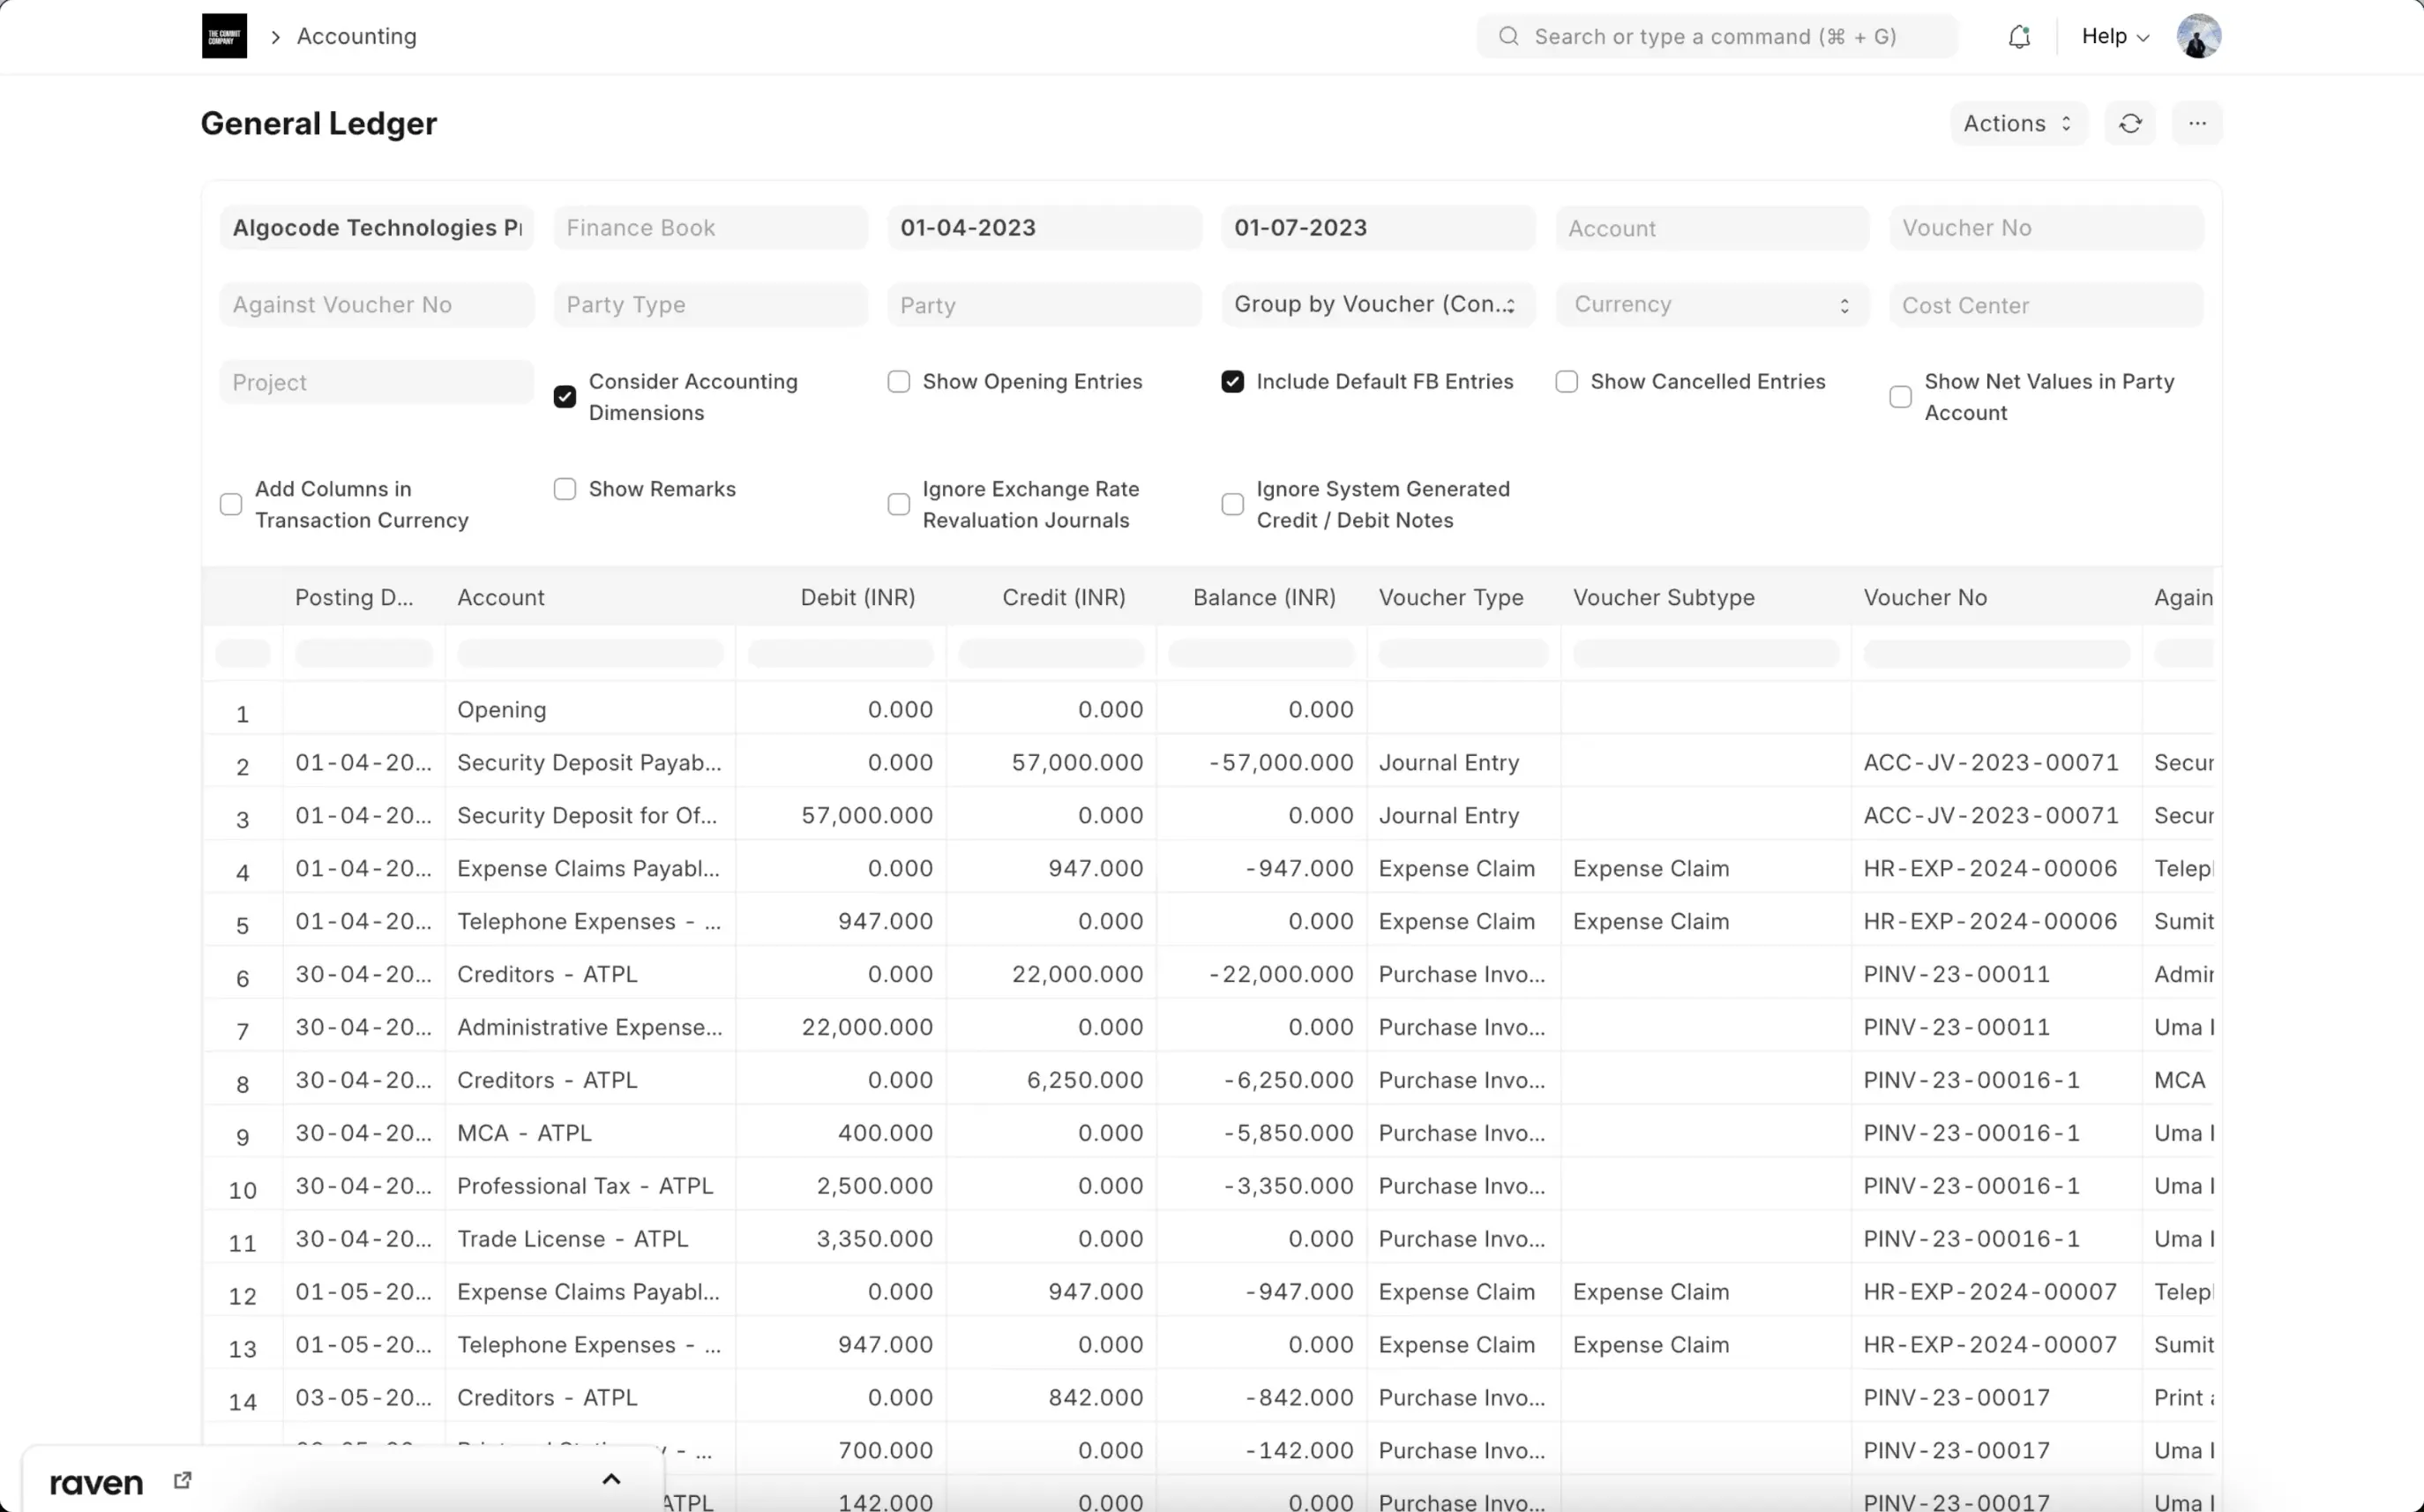 THE COMMIT
COMPANY
Accounting
Search or type a command (⌘ + G)
Help
General Ledger
Actions
Algocode Technologies P
Finance Book
01-04-2023
01-07-2023
Account
Voucher No
Against Voucher No
Party Type
Party
Group by Voucher (Con...
Currency
Cost Center
Project
Consider Accounting
Dimensions
Show Opening Entries
Include Default FB Entries
Show Cancelled Entries
Show Net Values in Party
Account
Add Columns in
Transaction Currency
Show Remarks
Ignore Exchange Rate
Revaluation Journals
Ignore System Generated
Credit / Debit Notes
Posting D... Account Debit (INR) Credit (INR) Balance (INR) Voucher Type Voucher Subtype Voucher No Again
1 Opening 0.000 0.000 0.000
2 01-04-20... Security Deposit Payab... 0.000 57,000.000 -57,000.000 Journal Entry ACC-JV-2023-00071 Secur
3 01-04-20... Security Deposit for Of... 57,000.000 0.000 0.000 Journal Entry ACC-JV-2023-00071 Secur
4 01-04-20... Expense Claims Payabl... 0.000 947.000 -947.000 Expense Claim Expense Claim HR-EXP-2024-00006 Telep
5 01-04-20... Telephone Expenses - ... 947.000 0.000 0.000 Expense Claim Expense Claim HR-EXP-2024-00006 Sumit
6 30-04-20... Creditors - ATPL 0.000 22,000.000 -22,000.000 Purchase Invo... PINV-23-00011 Admir
7 30-04-20... Administrative Expense... 22,000.000 0.000 0.000 Purchase Invo... PINV-23-00011 Uma
8 30-04-20... Creditors - ATPL 0.000 6,250.000 -6,250.000 Purchase Invo... PINV-23-00016-1 MCA
9 30-04-20... MCA - ATPL 400.000 0.000 -5,850.000 Purchase Invo... PINV-23-00016-1 Uma
10 30-04-20... Professional Tax - ATPL 2,500.000 0.000 -3,350.000 Purchase Invo... PINV-23-00016-1 Uma
11 30-04-20... Trade License - ATPL 3,350.000 0.000 0.000 Purchase Invo... PINV-23-00016-1 Uma
12 01-05-20... Expense Claims Payabl... 0.000 947.000 -947.000 Expense Claim Expense Claim HR-EXP-2024-00007 Telep
13 01-05-20... Telephone Expenses - ... 947.000 0.000 0.000 Expense Claim Expense Claim HR-EXP-2024-00007 Sumit
14 03-05-20... Creditors - ATPL 0.000 842.000 -842.000 Purchase Invo... PINV-23-00017 Print
- ... 700.000 0.000 -142.000 Purchase Invo... PINV-23-00017 Uma
ATPL 142.000 0.000 0.000 Purchase Invo... PINV-23-00017 Uma
raven